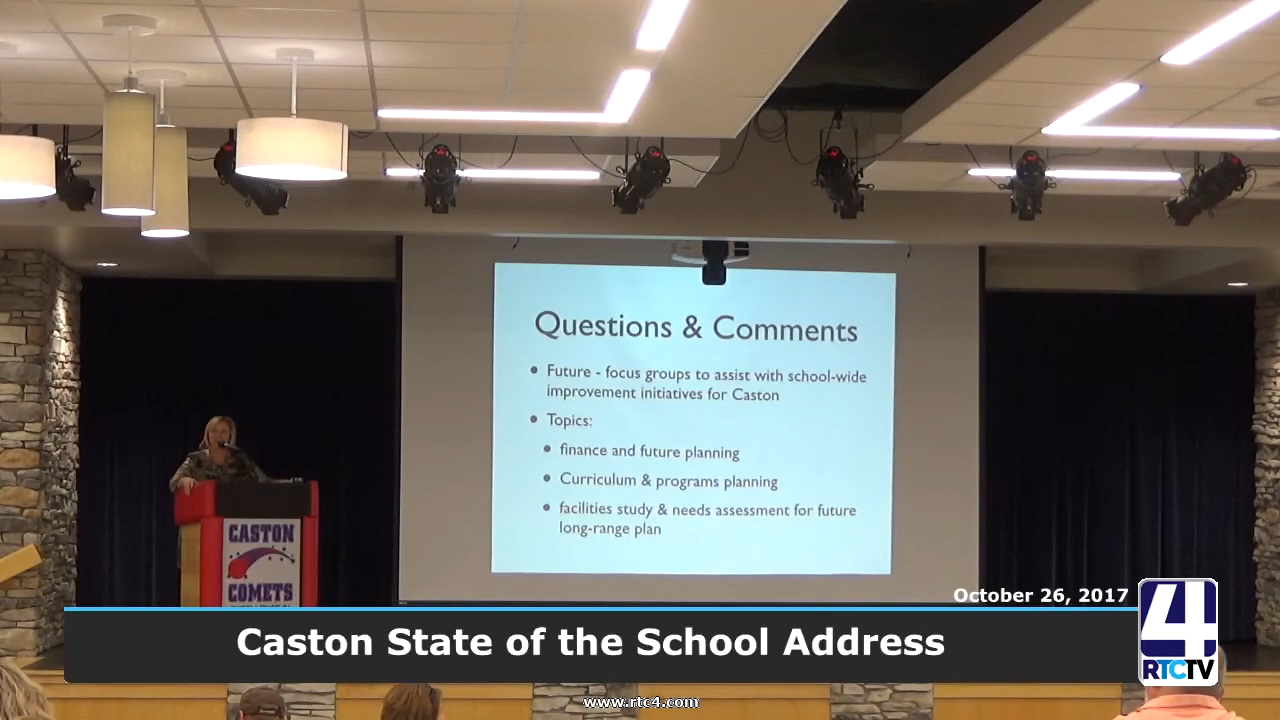 Questions & Comments
Future - focus groups to assist with school-wide
improvement initiatives for Caston
Topics:
finance and future planning
Curriculum & programs planning
facilities study & needs assessment for future
long-range plan
CASTON
COMETS
October 26, 2017
Caston State of the School Address
4
RTCTV
www.rtc4.com